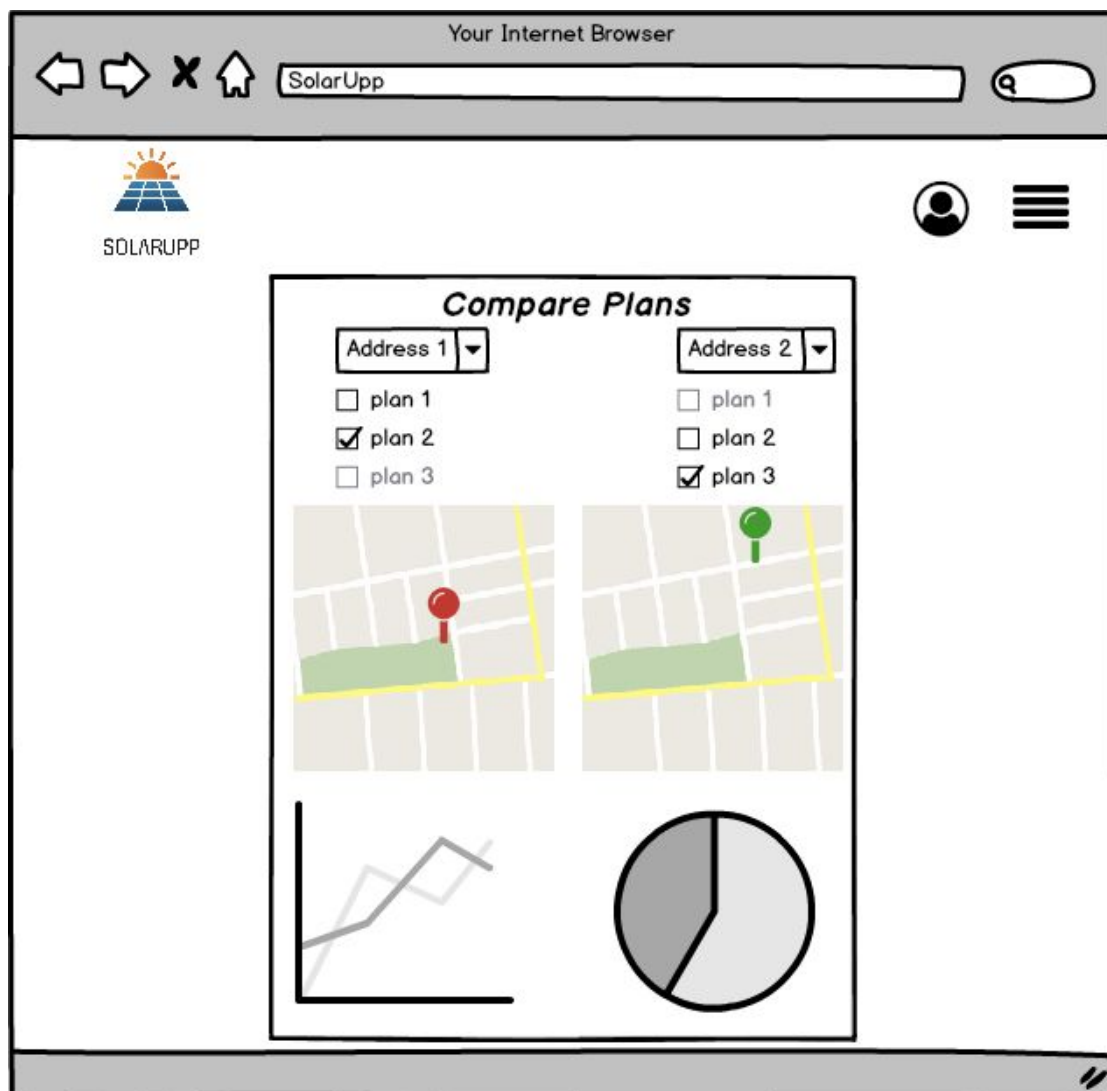 Your Internet Browser
SolarUpp
SOLARUPP
Compare Plans
Address 1
Address 2
plan 1
plan 1
plan 2
plan 2
plan 3
plan 3